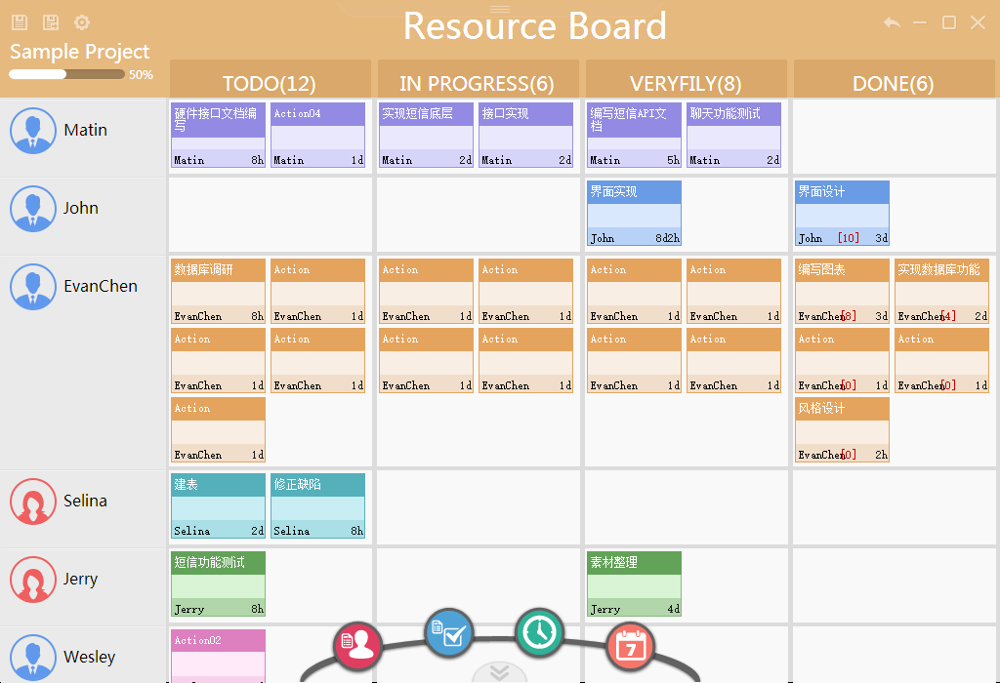 Resource Board
Sample Project
50%
TODO(12)
IN PROGRESS(6)
VERYFILY(8)
DONE(6)
Matin
硬件接口文档编
写
Matin 8h
Action04
Matin 1d
实现短信底层
Matin 2d
接口实现
Matin 2d
编写短信API文
档
Matin 5h
聊天功能测试
Matin 2d
John
界面实现
John 8d2h
界面设计
John [10] 3d
EvanChen
数据库调研
EvanChen 8h
Action
EvanChen 1d
Action
EvanChen 1d
Action
EvanChen 1d
Action
EvanChen 1d
Action
EvanChen 1d
编写图表
EvanChen [8] 3d
实现数据库功能
EvanChen [4] 2d
Action
EvanChen 1d
Action
EvanChen 1d
Action
EvanChen 1d
Action
EvanChen 1d
Action
EvanChen 1d
Action
EvanChen 1d
Action
EvanChen [0] 1d
Action
EvanChen [0] 1d
Action
EvanChen 1d
风格设计
EvanChen [0] 2h
Selina
建表
Selina 2d
修正缺陷
Selina 8h
Jerry
短信功能测试
Jerry 8h
素材整理
Jerry 4d
Wesley
Action02
7